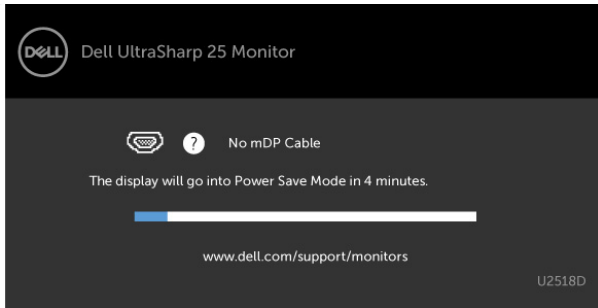 DELL
Dell UltraSharp 25 Monitor
? No mDP Cable
The display will go into Power Save Mode in 4 minutes.
www.dell.com/support/monitors
U2518D